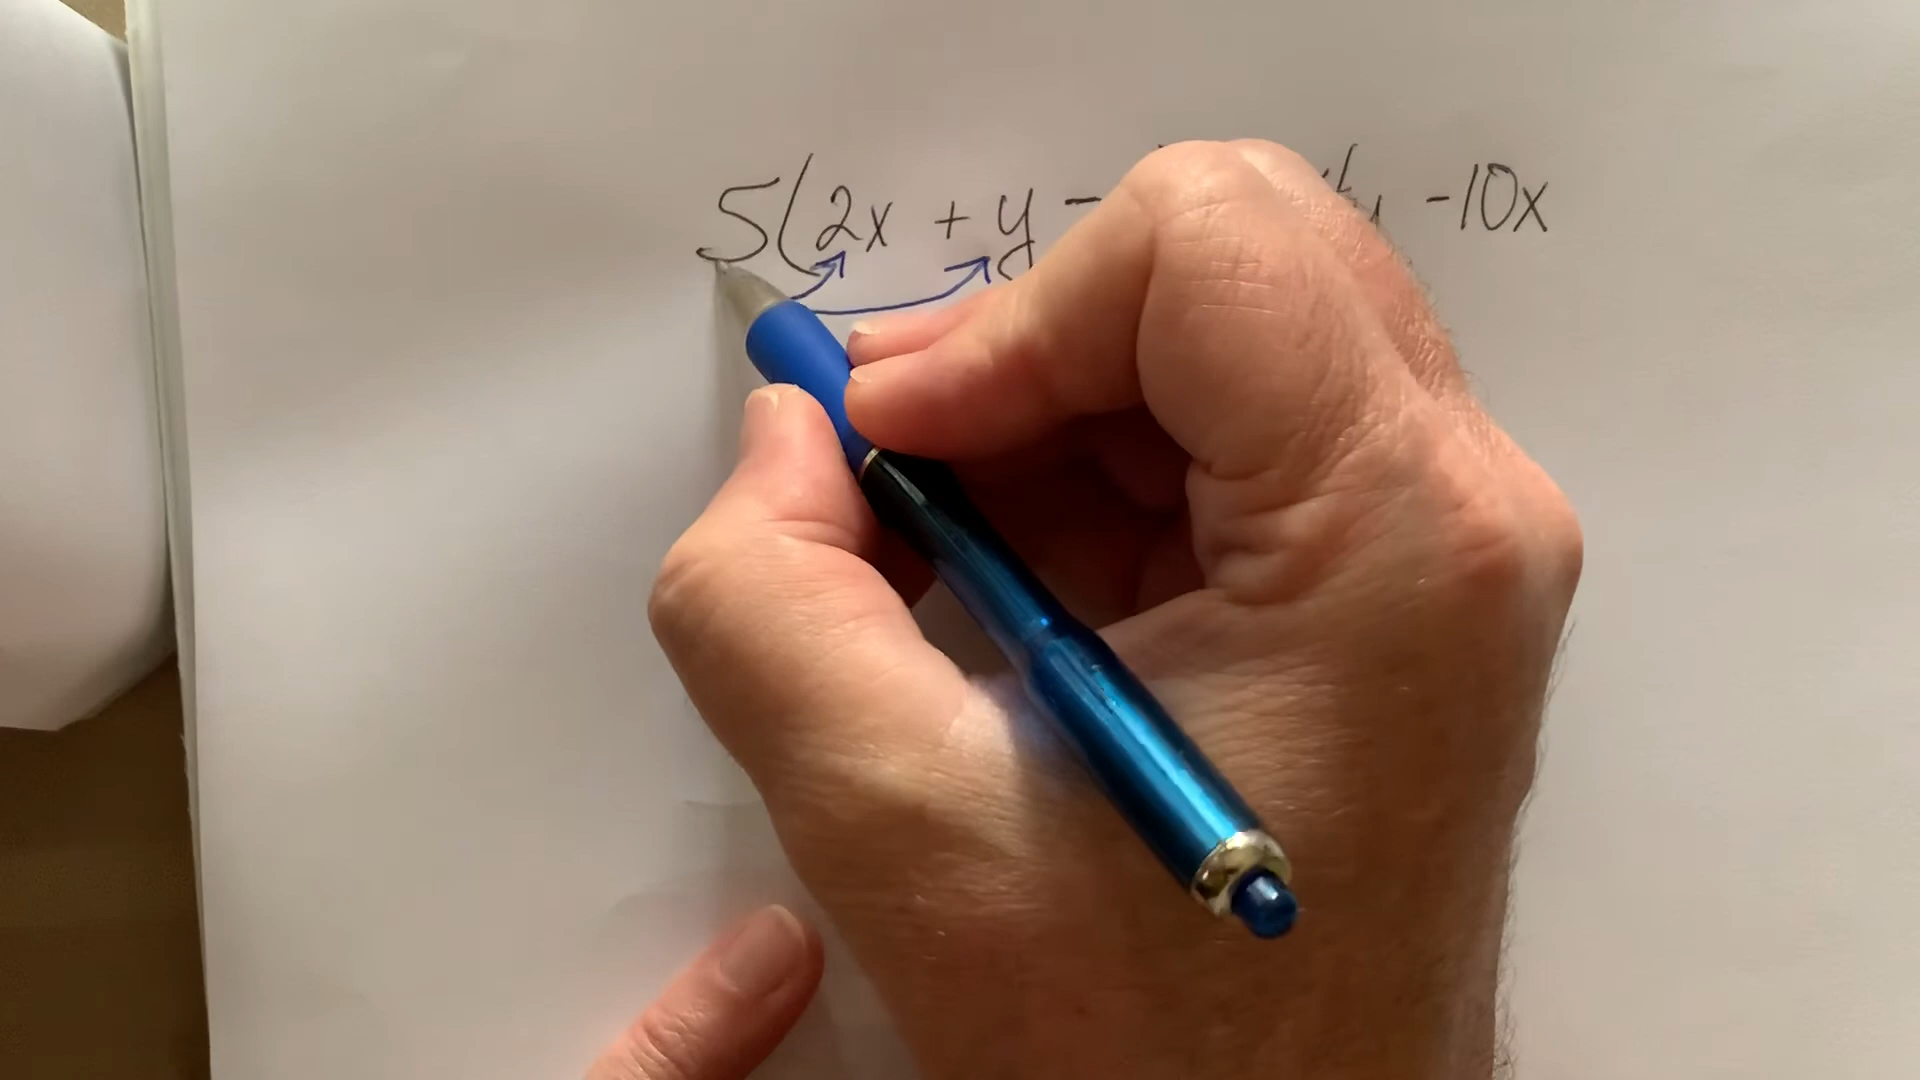 5(2x + y - y - 10x